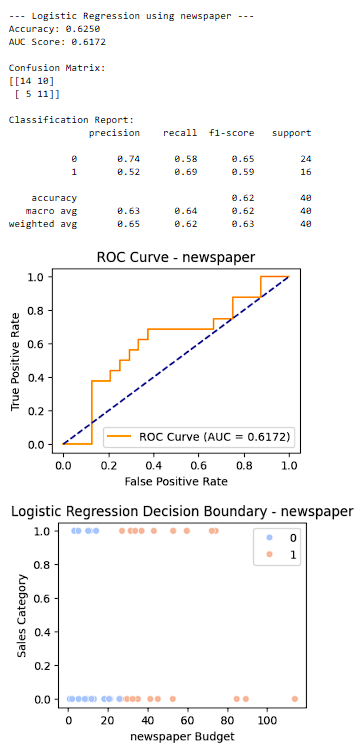 --- Logistic Regression using newspaper ---
Accuracy: 0.6250
AUC Score: 0.6172
Confusion Matrix:
[[14 10]
[ 5 11]]
Classification Report:
precision recall f1-score support
0 0.74 0.58 0.65 24
1 0.52 0.69 0.59 16
accuracy 0.62 40
macro avg 0.63 0.64 0.62 40
weighted avg 0.65 0.62 0.63 40
ROC Curve - newspaper
1.0
0.8
0.6
0.4
0.2
0.0
True Positive Rate
ROC Curve (AUC = 0.6172)
0.0 0.2 0.4 0.6 0.8 1.0
False Positive Rate
Logistic Regression Decision Boundary - newspaper
1.0
0.8
0.6
0.4
0.2
0.0
Sales Category
0
1
0 20 40 60 80 100
newspaper Budget